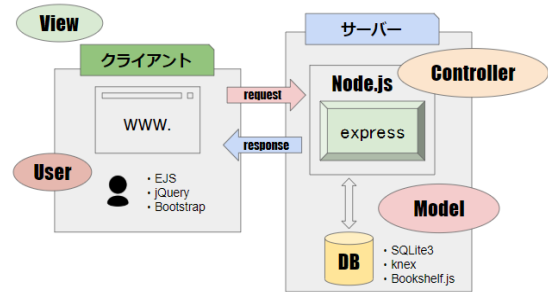 View
クライアント
サーバー
WWW.
request
response
Node.js
express
Controller
User
・EJS
・jQuery
・Bootstrap
Model
DB
・SQLite3
・knex
・Bookshelf.js